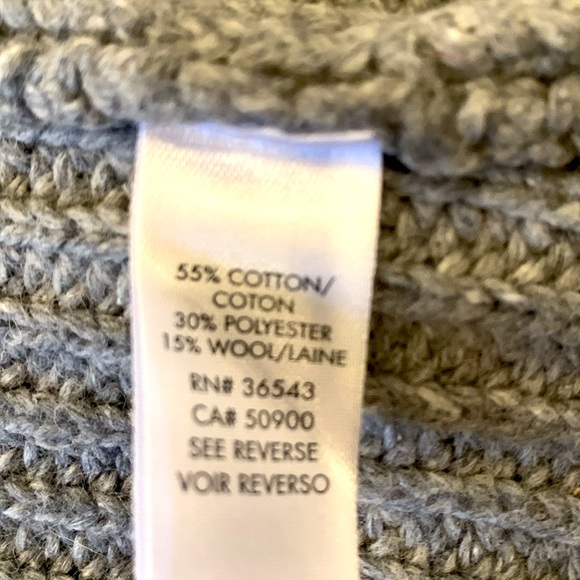 55% COTTON/
COTON
30% POLYESTER
15% WOOL/LAINE
RN# 36543
CA# 50900
SEE REVERSE
VOIR REVERSO